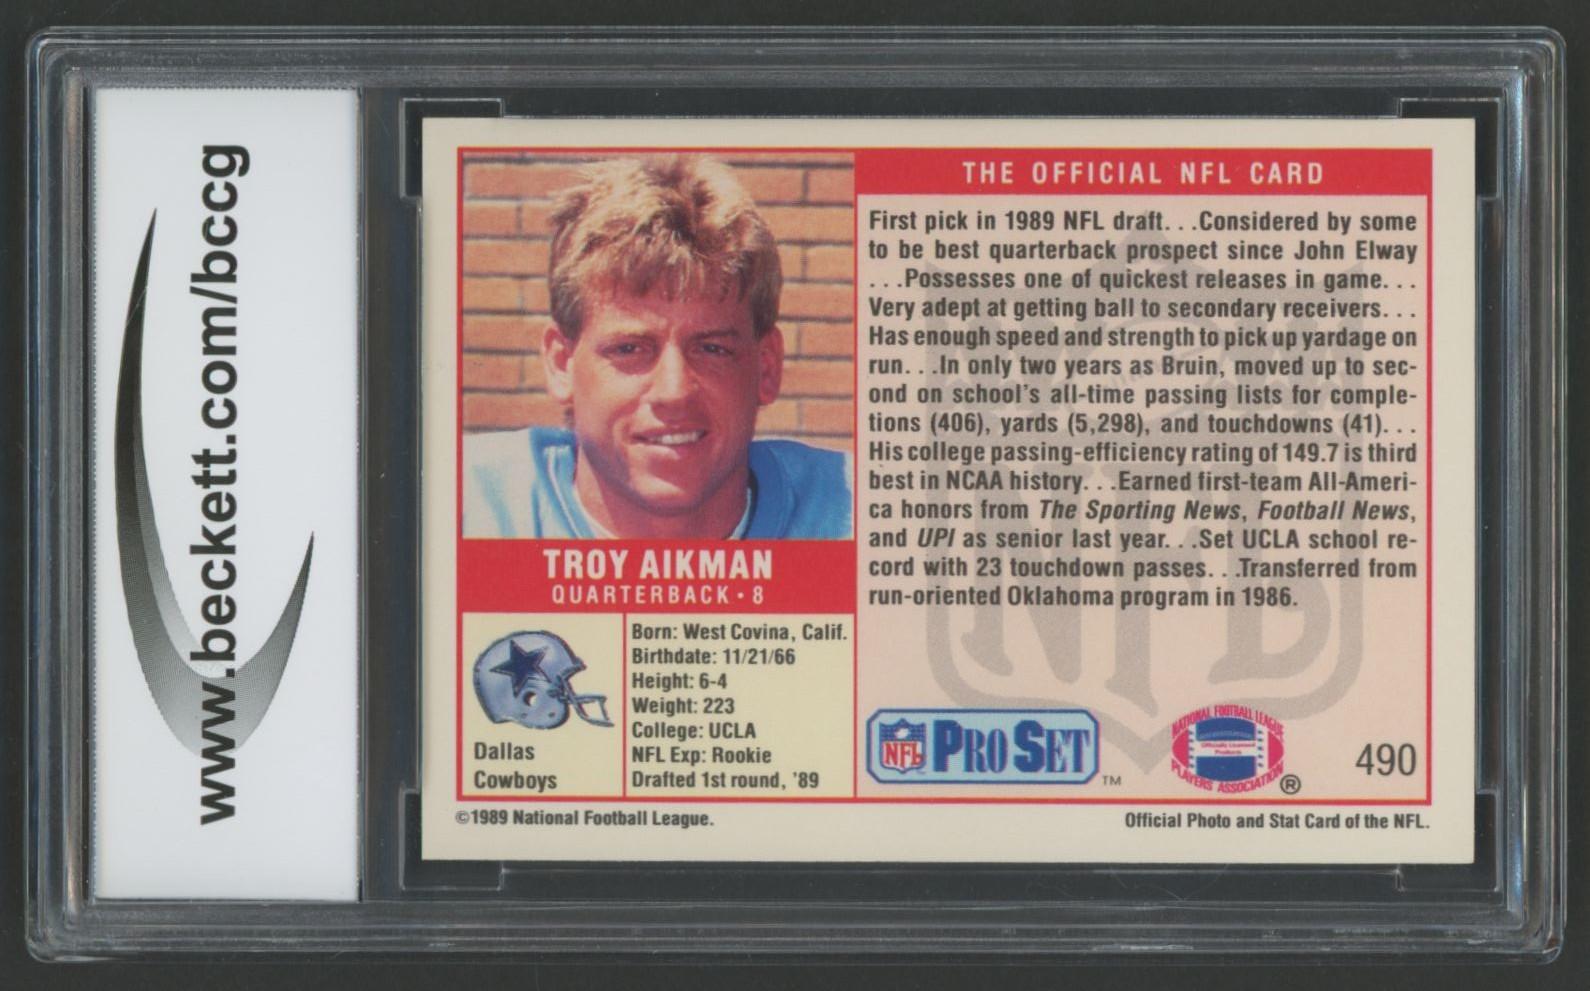 www.beckett.com/bccg
THE OFFICIAL NFL CARD
First pick in 1989 NFL draft. . .Considered by some
to be best quarterback prospect since John Elway
. . .Possesses one of quickest releases in game. . .
Very adept at getting ball to secondary receivers. . .
Has enough speed and strength to pick up yardage on
run. . .In only two years as Bruin, moved up to sec-
ond on school's all-time passing lists for comple-
tions (406), yards (5,298), and touchdowns (41). . .
His college passing-efficiency rating of 149.7 is third
best in NCAA history. . .Earned first-team All-Ameri-
ca honors from The Sporting News, Football News,
and UPI as senior last year. . .Set UCLA school re-
cord with 23 touchdown passes. . .Transferred from
run-oriented Oklahoma program in 1986.
NFL
TROY AIKMAN
QUARTERBACK • 8
Dallas
Cowboys
Born: West Covina, Calif.
Birthdate: 11/21/66
Height: 6-4
Weight: 223
College: UCLA
NFL Exp: Rookie
Drafted 1st round, '89
NFL PRO SET TM
NATIONAL FOOTBALL LEAGUE
Officially Licensed
Products
PLAYERS ASSOCIATION ®
490
©1989 National Football League.
Official Photo and Stat Card of the NFL.